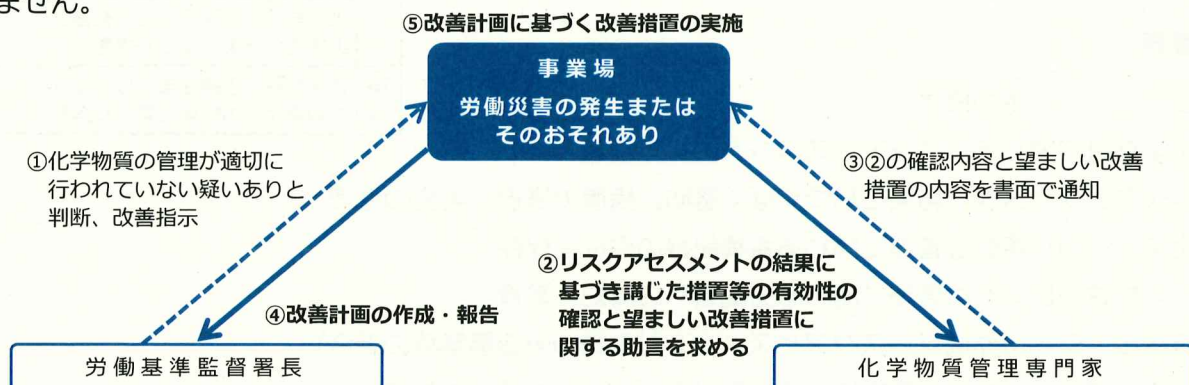 ません。
⑤改善計画に基づく改善措置の実施
事業場
労働災害の発生または
そのおそれあり
①化学物質の管理が適切に
行われていない疑いありと
判断、改善指示
③②の確認内容と望ましい改善
措置の内容を書面で通知
②リスクアセスメントの結果に
基づき講じた措置等の有効性の
確認と望ましい改善措置に
関する助言を求める
④改善計画の作成・報告
労働基準監督署長
化学物質管理専門家